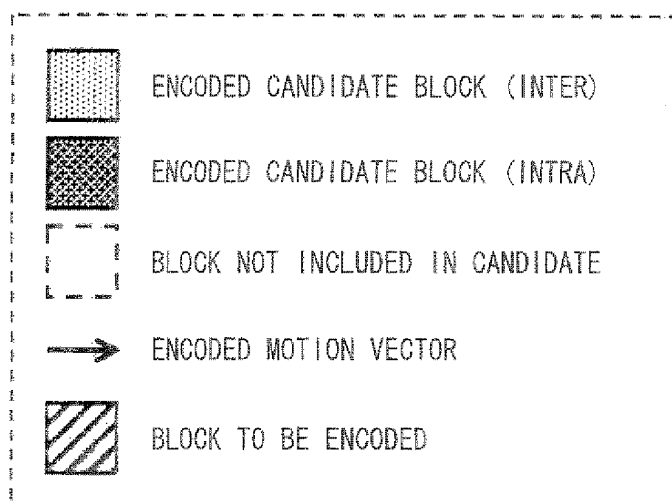 ENCODED CANDIDATE BLOCK (INTER)
ENCODED CANDIDATE BLOCK (INTRA)
BLOCK NOT INCLUDED IN CANDIDATE
ENCODED MOTION VECTOR
BLOCK TO BE ENCODED